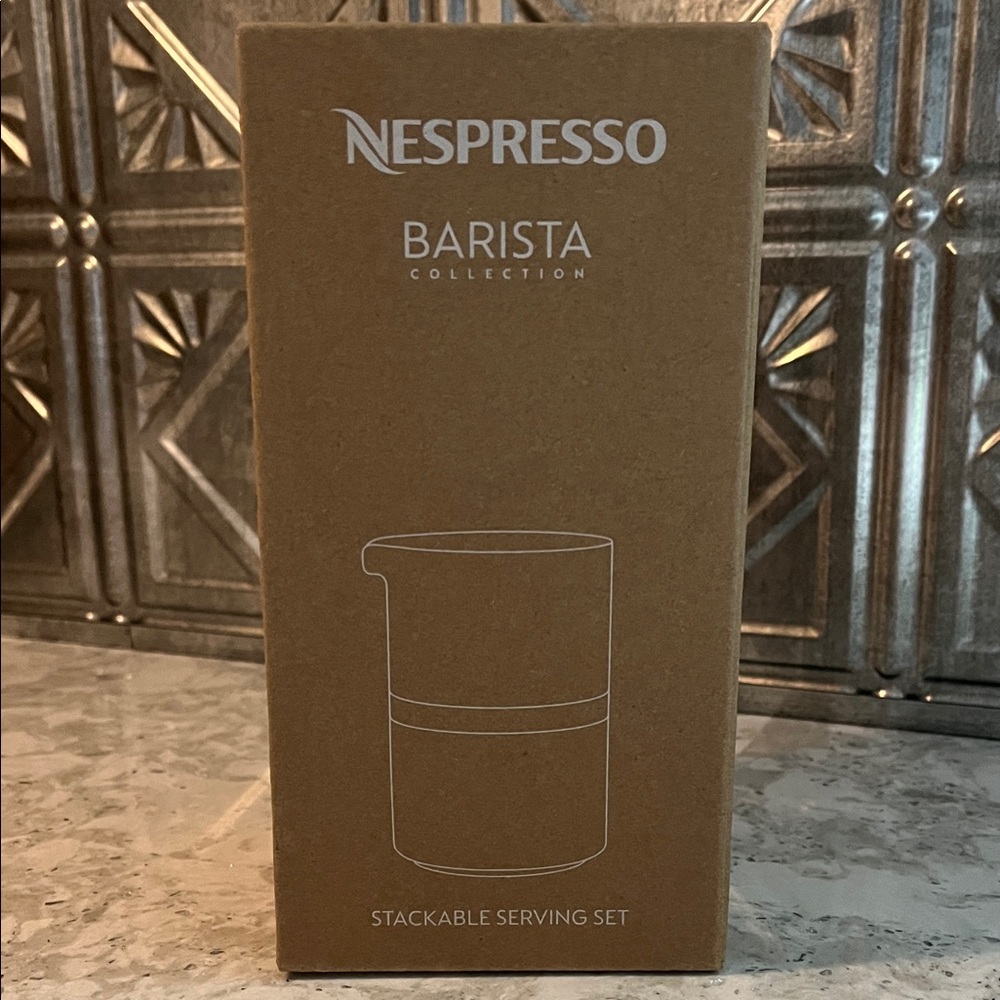 NESPRESSO
BARISTA
COLLECTION
STACKABLE SERVING SET